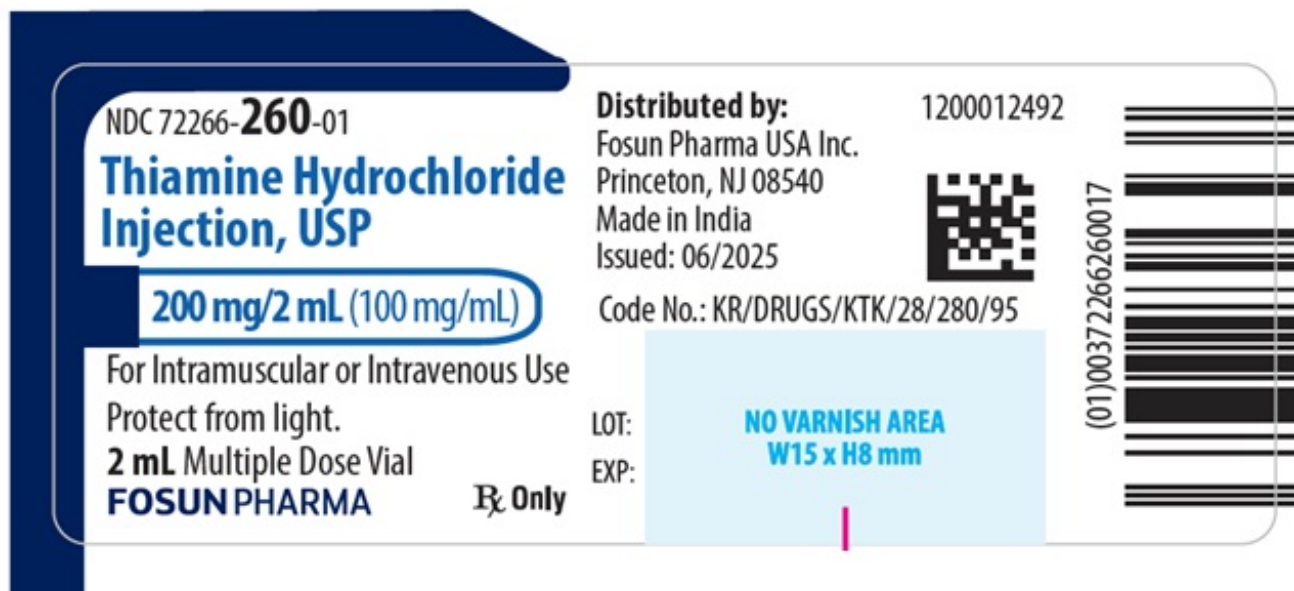 NDC 72266-260-01
Thiamine Hydrochloride
Injection, USP
200 mg/2 mL (100 mg/mL)
For Intramuscular or Intravenous Use
Protect from light.
2 mL Multiple Dose Vial
FOSUN PHARMA
Rx Only
Distributed by:
Fosun Pharma USA Inc.
Princeton, NJ 08540
Made in India
Issued: 06/2025
1200012492
Code No.: KR/DRUGS/KTK/28/280/95
LOT:
EXP:
NO VARNISH AREA
W15 x H8 mm
(01)00372266260017